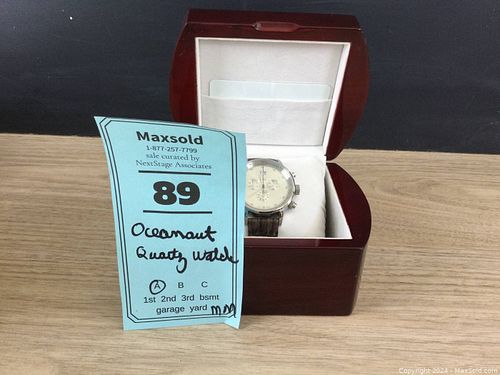 Maxsold
1-877-257-7799
sale curated by
NextStage Associates
89
Oceanaut
Quartz Watch
A B C
1st 2nd 3rd bsmt
garage yard MM
Copyright 2024 - MaxSold.com